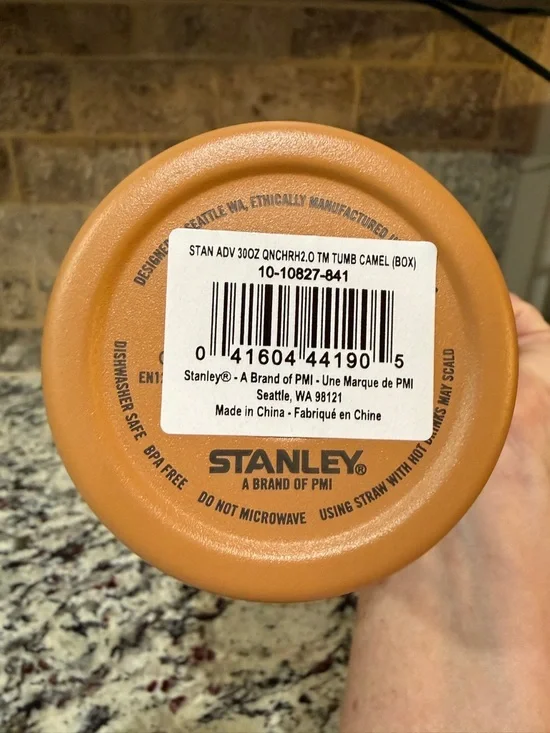 DESIGNED SEATTLE WA, ETHICALLY MANUFACTURED
STAN ADV 30OZ QNCHRH2.O TM TUMB CAMEL (BOX)
10-10827-841
0 41604 44190 5
Stanley® - A Brand of PMI - Une Marque de PMI
Seattle, WA 98121
Made in China - Fabriqué en Chine
STANLEY®
A BRAND OF PMI
DISHWASHER SAFE BPA FREE DO NOT MICROWAVE USING STRAW WITH HOT DRINKS MAY SCALD